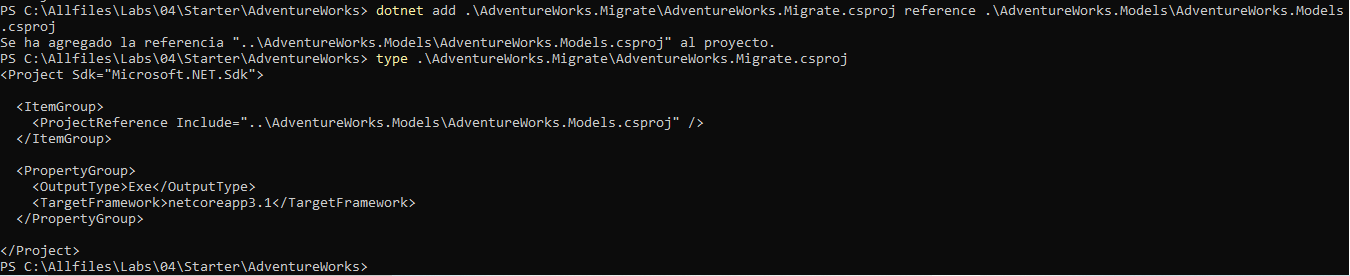 PS C:\Allfiles\Labs\04\Starter\AdventureWorks> dotnet add .\AdventureWorks.Migrate\AdventureWorks.Migrate.csproj reference .\AdventureWorks.Models\AdventureWorks.Models
.csproj
Se ha agregado la referencia "..\AdventureWorks.Models\AdventureWorks.Models.csproj" al proyecto.
PS C:\Allfiles\Labs\04\Starter\AdventureWorks> type .\AdventureWorks.Migrate\AdventureWorks.Migrate.csproj
<Project Sdk="Microsoft.NET.Sdk">

  <ItemGroup>
    <ProjectReference Include="..\AdventureWorks.Models\AdventureWorks.Models.csproj" />
  </ItemGroup>

  <PropertyGroup>
    <OutputType>Exe</OutputType>
    <TargetFramework>netcoreapp3.1</TargetFramework>
  </PropertyGroup>

</Project>
PS C:\Allfiles\Labs\04\Starter\AdventureWorks>